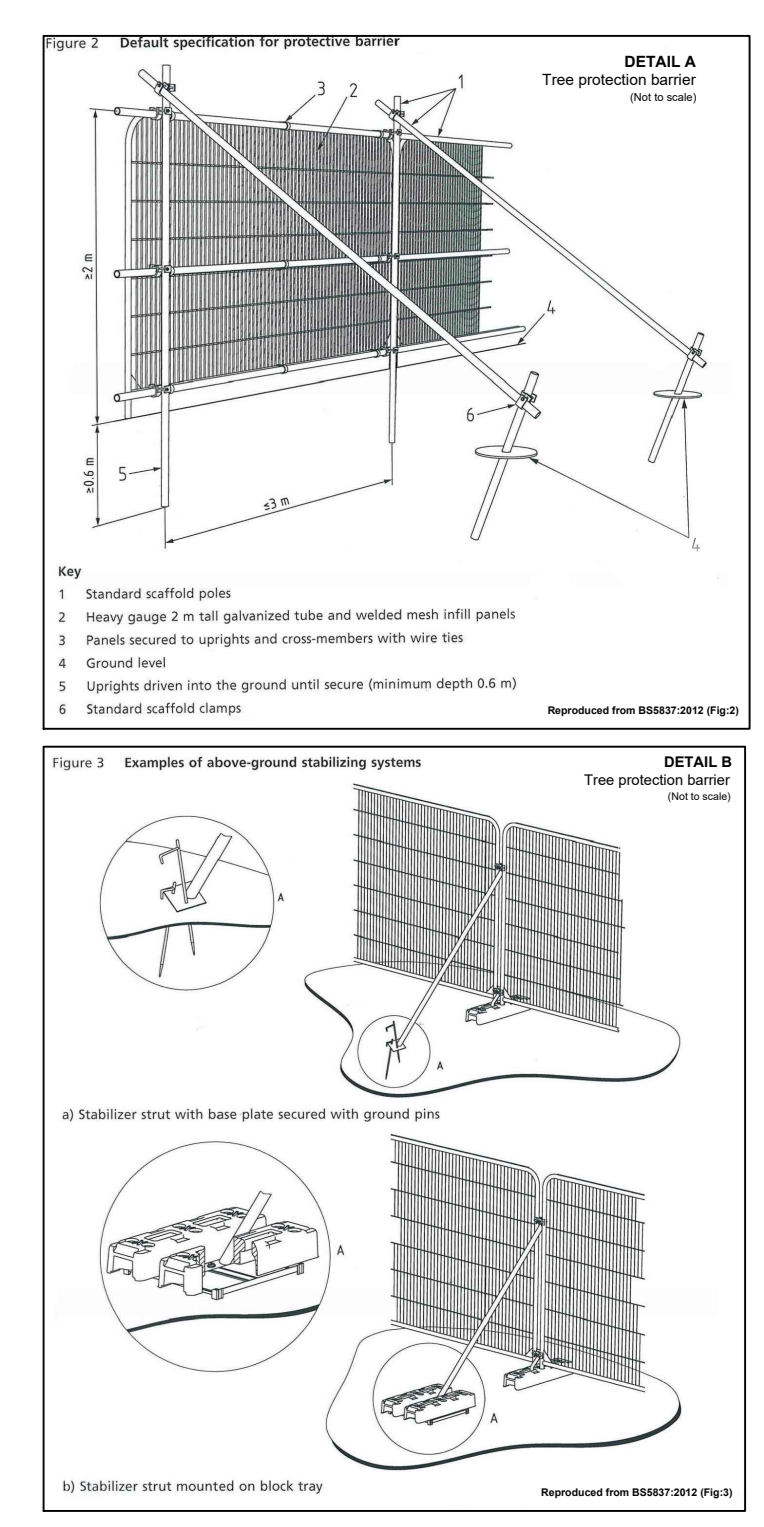 Figure 2 Default specification for protective barrier
DETAIL A
Tree protection barrier
(Not to scale)
3
2
1
≥2 m
4
6
≥0.6 m
5
≤3 m
4
Key
1 Standard scaffold poles
2 Heavy gauge 2 m tall galvanized tube and welded mesh infill panels
3 Panels secured to uprights and cross-members with wire ties
4 Ground level
5 Uprights driven into the ground until secure (minimum depth 0.6 m)
6 Standard scaffold clamps
Reproduced from BS5837:2012 (Fig:2)
Figure 3 Examples of above-ground stabilizing systems
DETAIL B
Tree protection barrier
(Not to scale)
A
A
a) Stabilizer strut with base plate secured with ground pins
A
A
b) Stabilizer strut mounted on block tray
Reproduced from BS5837:2012 (Fig:3)